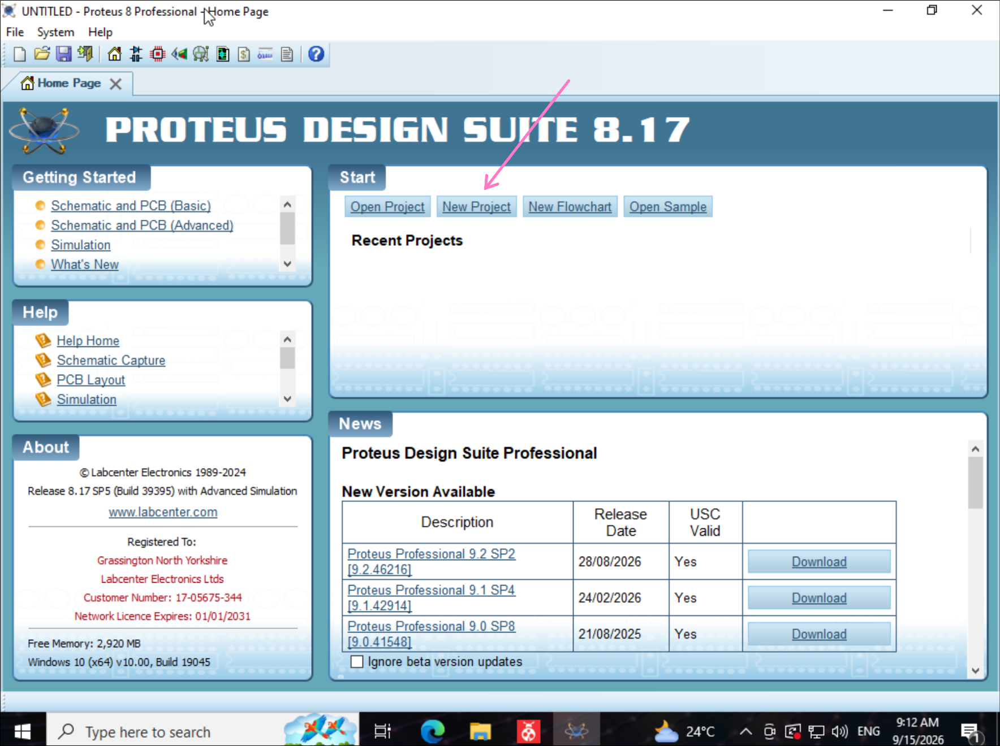 UNTITLED - Proteus 8 Professional - Home Page
File System Help
Home Page
PROTEUS DESIGN SUITE 8.17
Getting Started
Schematic and PCB (Basic)
Schematic and PCB (Advanced)
Simulation
What's New
Help
Help Home
Schematic Capture
PCB Layout
Simulation
About
© Labcenter Electronics 1989-2024
Release 8.17 SP5 (Build 39395) with Advanced Simulation
www.labcenter.com
Registered To:
Grassington North Yorkshire
Labcenter Electronics Ltds
Customer Number: 17-05675-344
Network Licence Expires: 01/01/2031
Free Memory: 2,920 MB
Windows 10 (x64) v10.00, Build 19045
Start
Open Project New Project New Flowchart Open Sample
Recent Projects
News
Proteus Design Suite Professional
New Version Available
Description Release Date USC Valid
Proteus Professional 9.2 SP2 [9.2.46216] 28/08/2026 Yes Download
Proteus Professional 9.1 SP4 [9.1.42914] 24/02/2026 Yes Download
Proteus Professional 9.0 SP8 [9.0.41548] 21/08/2025 Yes Download
Ignore beta version updates
Type here to search
24°C
ENG
9:12 AM
9/15/2026
1